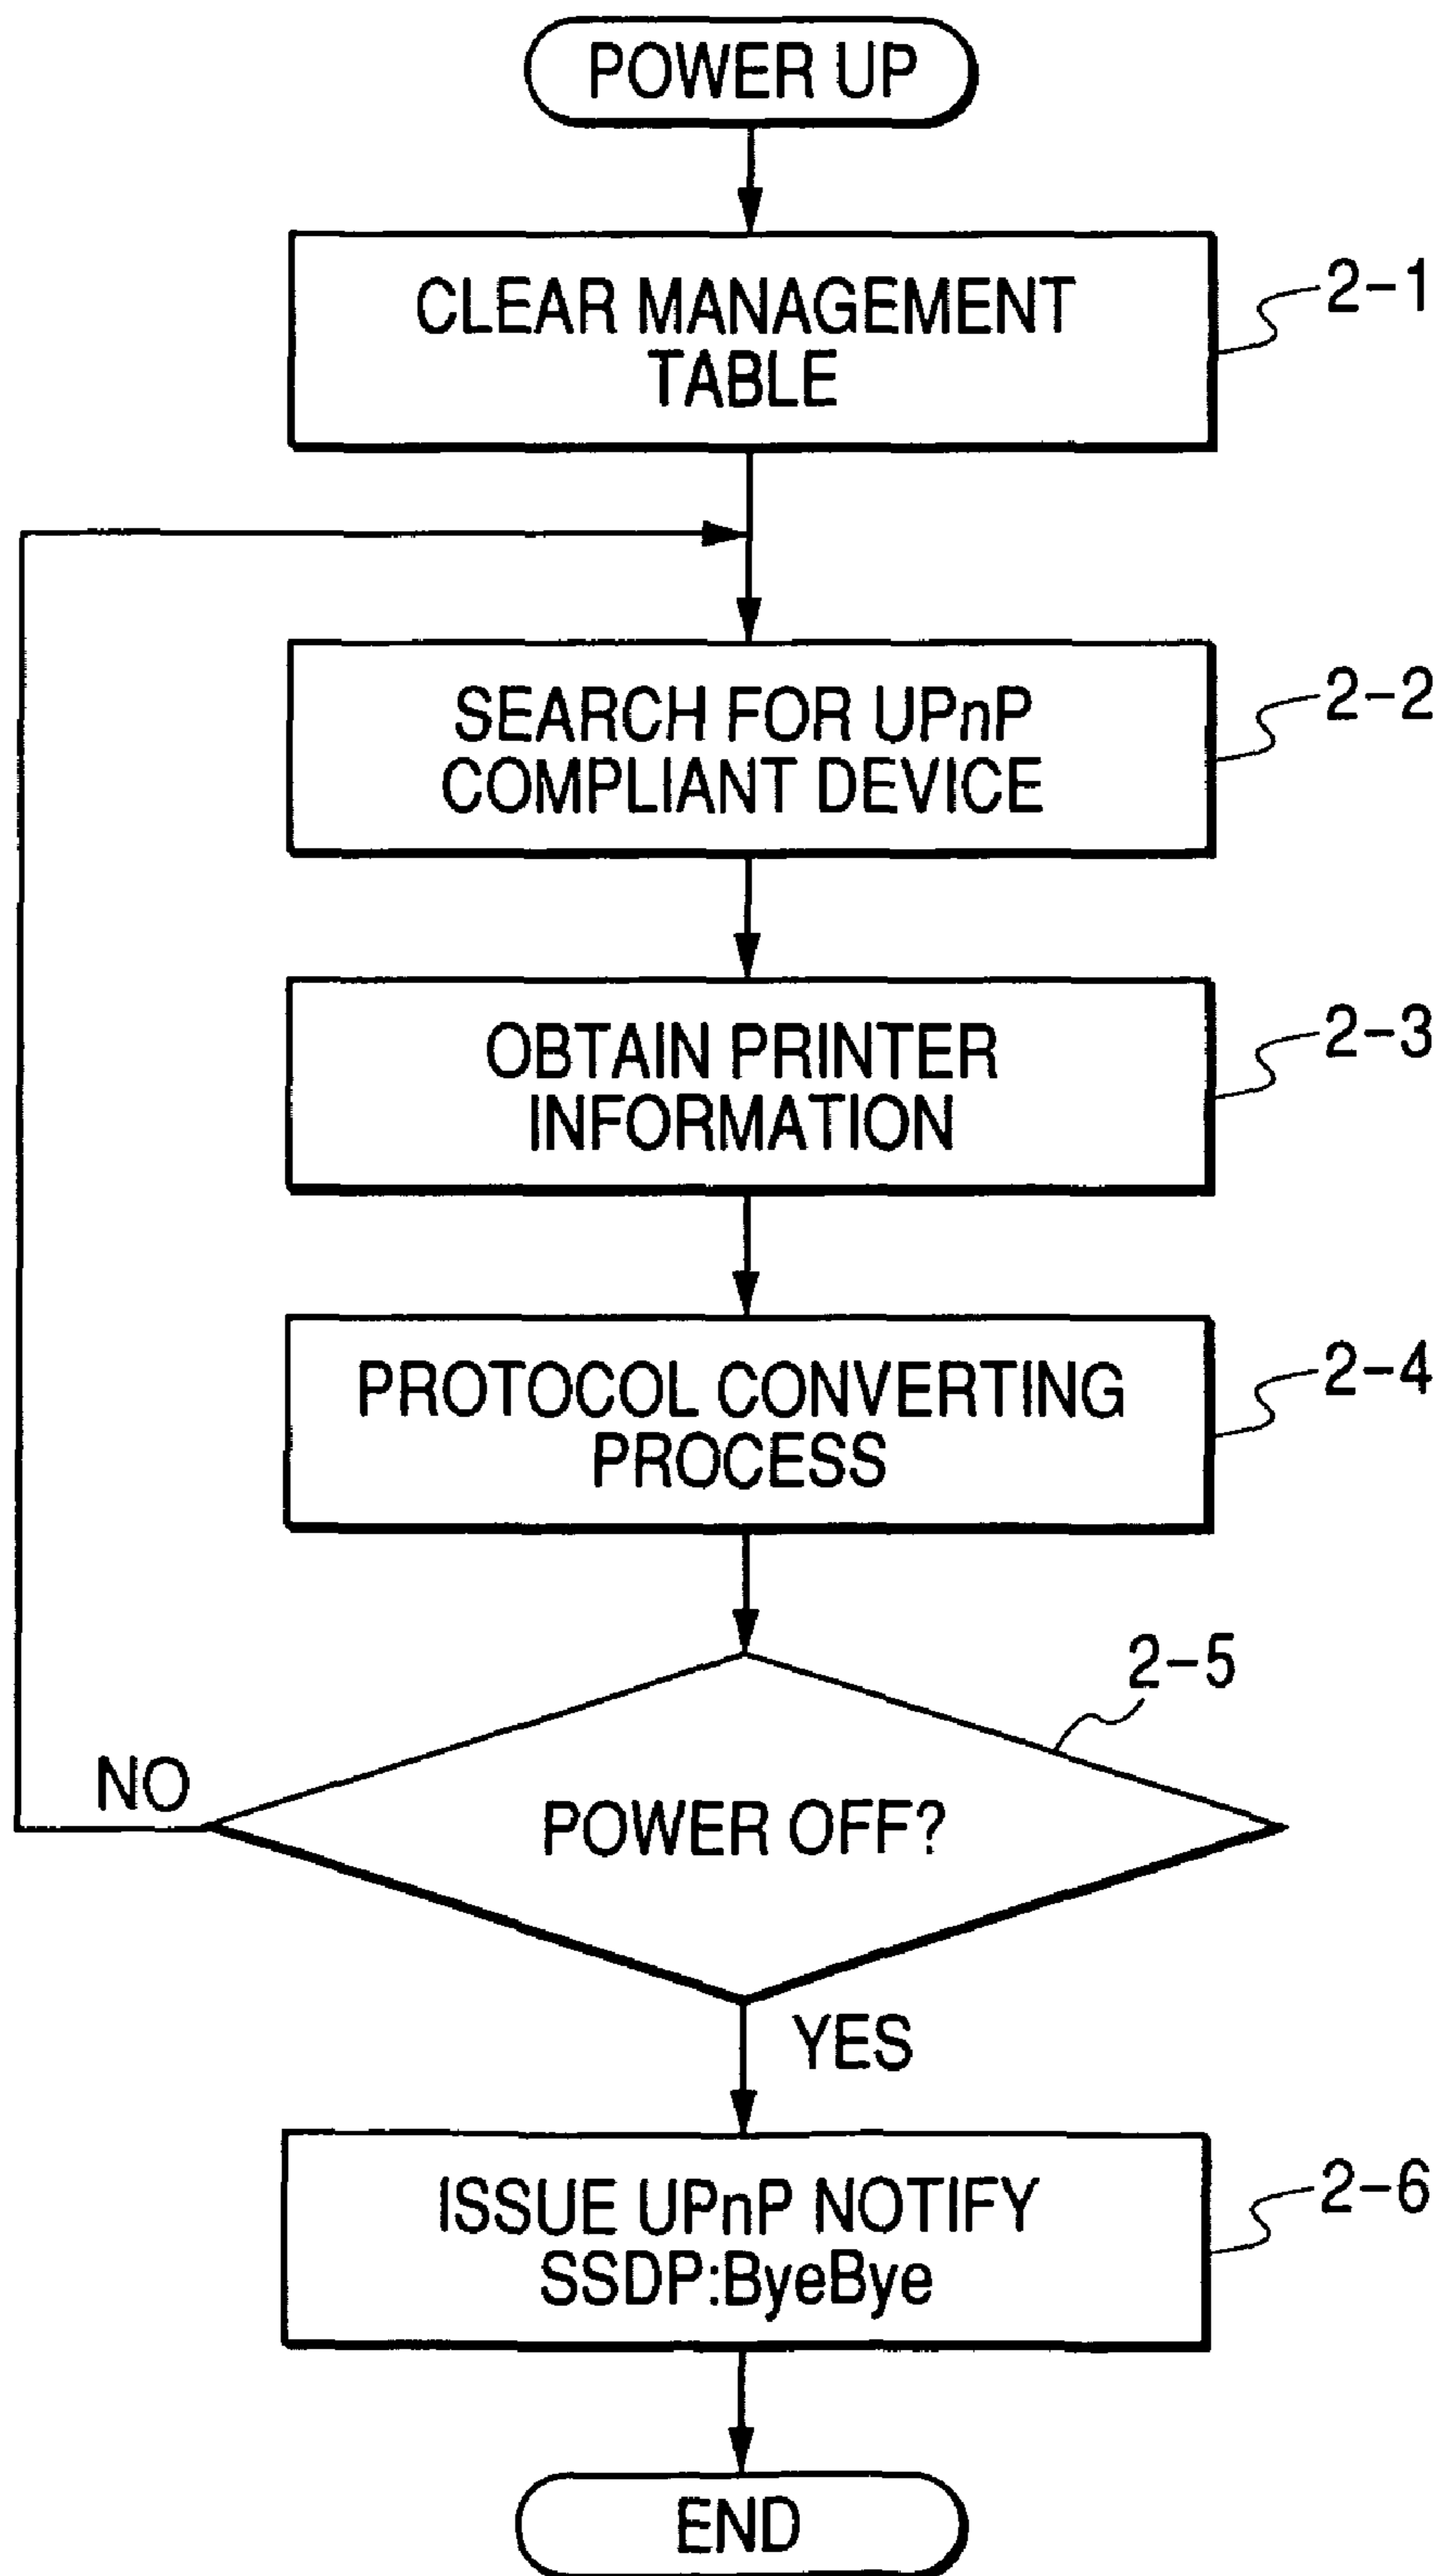 POWER UP
CLEAR MANAGEMENT
TABLE
2-1
SEARCH FOR UPnP
COMPLIANT DEVICE
2-2
OBTAIN PRINTER
INFORMATION
2-3
PROTOCOL CONVERTING
PROCESS
2-4
2-5
NO
POWER OFF?
YES
ISSUE UPnP NOTIFY
SSDP:ByeBye
2-6
END